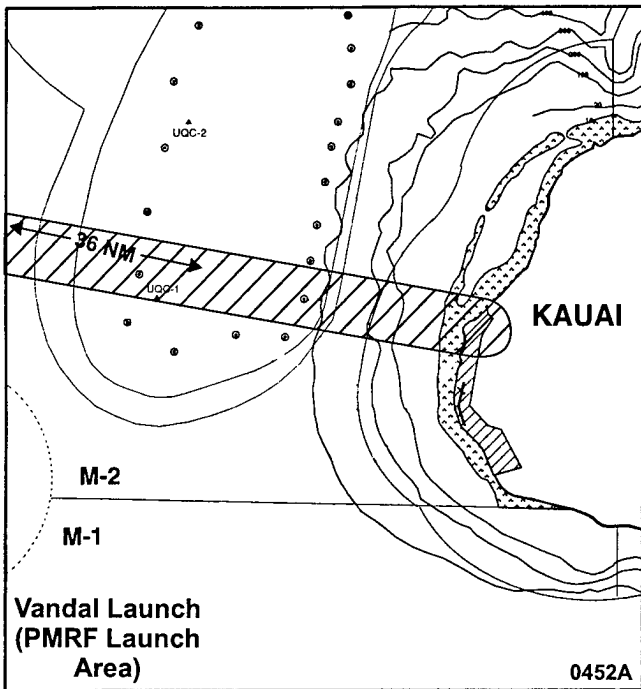 UQC-2
36 NM
UQC-1
KAUAI
M-2
M-1
Vandal Launch
(PMRF Launch
Area)
0452A